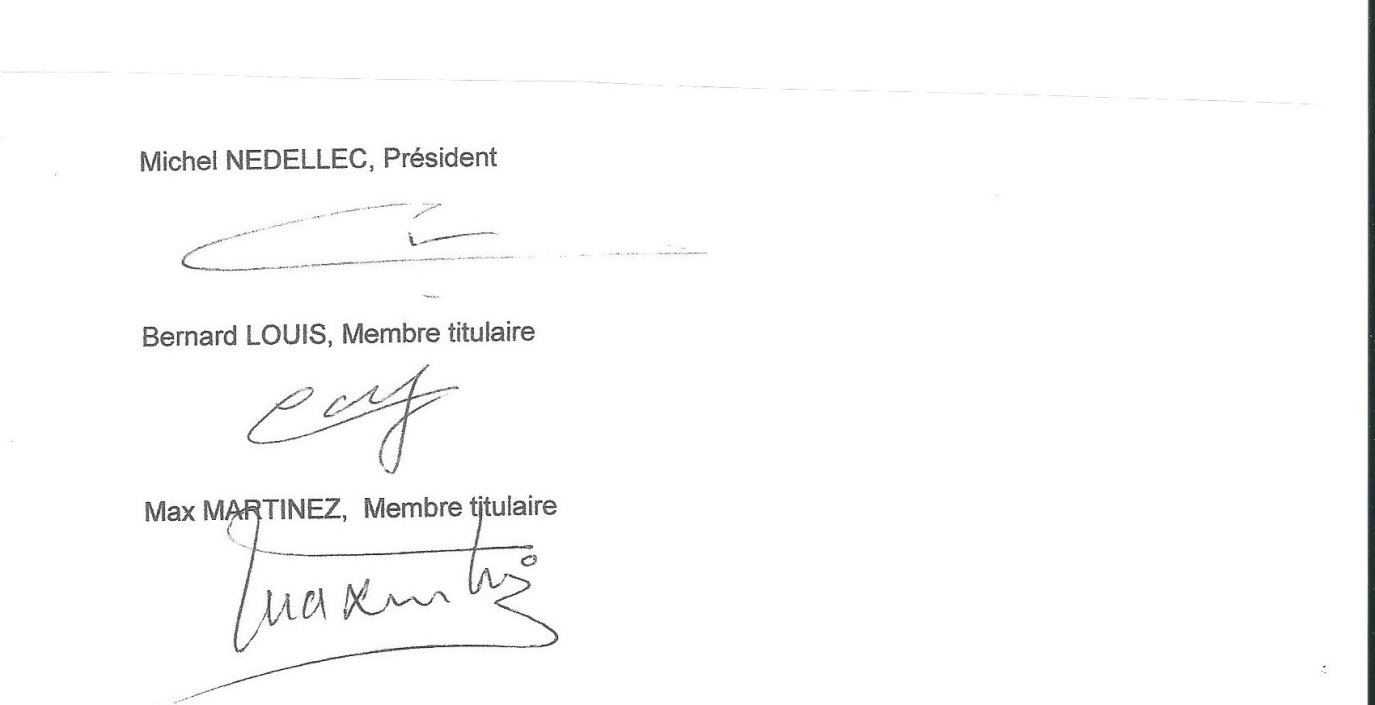 Michel NEDELLEC, Président
Bernard LOUIS, Membre titulaire
Max MARTINEZ, Membre titulaire